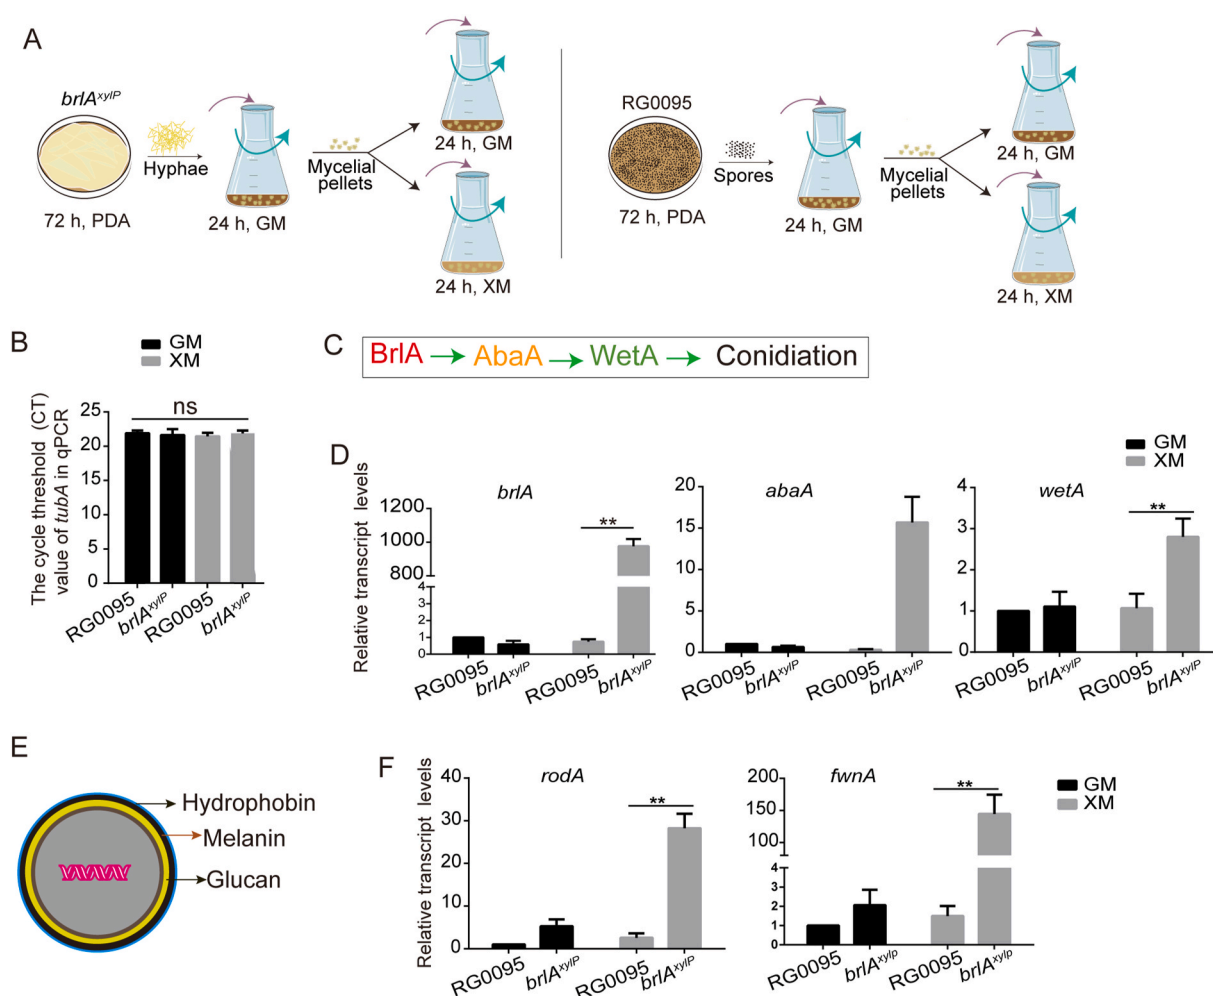 A
brlA^xylP
Hyphae
72 h, PDA
24 h, GM
Mycelial
pellets
24 h, GM
24 h, XM
RG0095
Spores
72 h, PDA
24 h, GM
Mycelial
pellets
24 h, GM
24 h, XM
B
GM
XM
The cycle threshold (CT)
value of tubA in qPCR
ns
25
20
15
10
5
0
RG0095
brlA^xylP
RG0095
brlA^xylP
C
BrlA
AbaA
WetA
Conidiation
D
GM
XM
Relative transcript levels
brlA
1200
1000
800
4
3
2
1
0
**
RG0095
brlA^xylP
RG0095
brlA^xylP
abaA
20
15
10
5
0
RG0095
brlA^xylP
RG0095
brlA^xylP
wetA
4
3
2
1
0
**
RG0095
brlA^xylP
RG0095
brlA^xylP
E
Hydrophobin
Melanin
Glucan
F
Relative transcript levels
rodA
40
30
20
10
0
**
RG0095
brlA^xylP
RG0095
brlA^xylP
fwnA
200
150
100
50
4
3
2
1
0
**
RG0095
brlA^xylp
RG0095
brlA^xylp
GM
XM